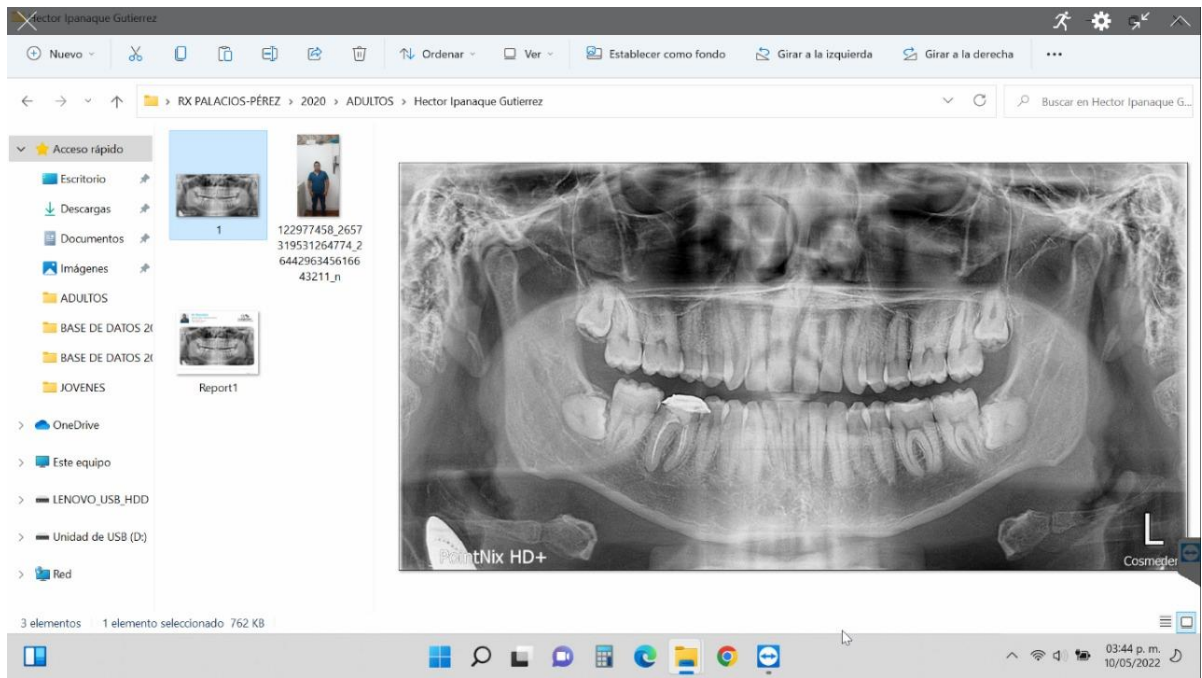 Hector Ipanaque Gutierrez
Nuevo
Ordenar
Ver
Establecer como fondo
Girar a la izquierda
Girar a la derecha
RX PALACIOS-PÉREZ > 2020 > ADULTOS > Hector Ipanaque Gutierrez
Buscar en Hector Ipanaque G...
Acceso rápido
Escritorio
Descargas
Documentos
Imágenes
ADULTOS
BASE DE DATOS 20
BASE DE DATOS 20
JOVENES
OneDrive
Este equipo
LENOVO_USB_HDD
Unidad de USB (D:)
Red
1
122977458_2657
319531264774_2
6442963456166
43211_n
Report1
PointNix HD+
L
Cosmeden
3 elementos
1 elemento seleccionado 762 KB
03:44 p. m.
10/05/2022